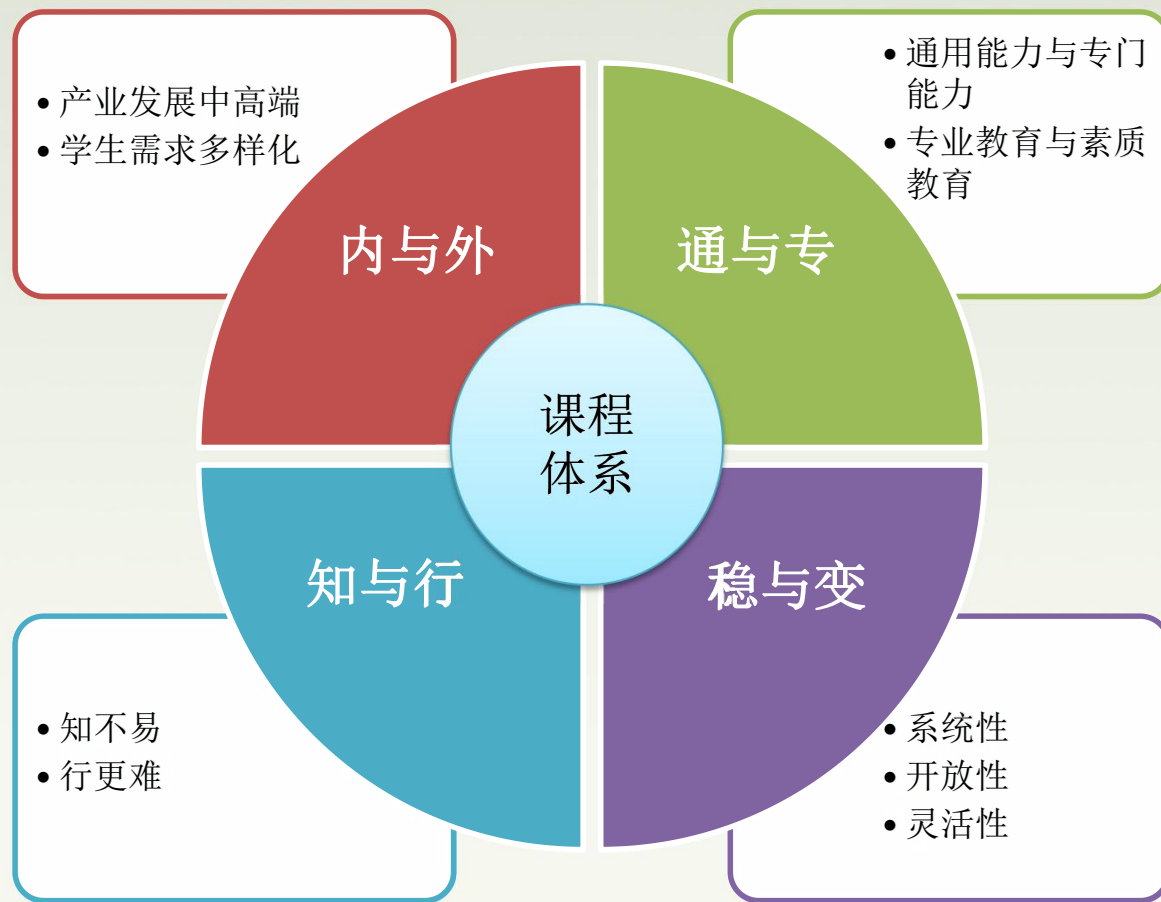 • 产业发展中高端
• 学生需求多样化
内与外
• 通用能力与专门
能力
• 专业教育与素质
教育
通与专
课程
体系
知与行
• 知不易
• 行更难
稳与变
• 系统性
• 开放性
• 灵活性